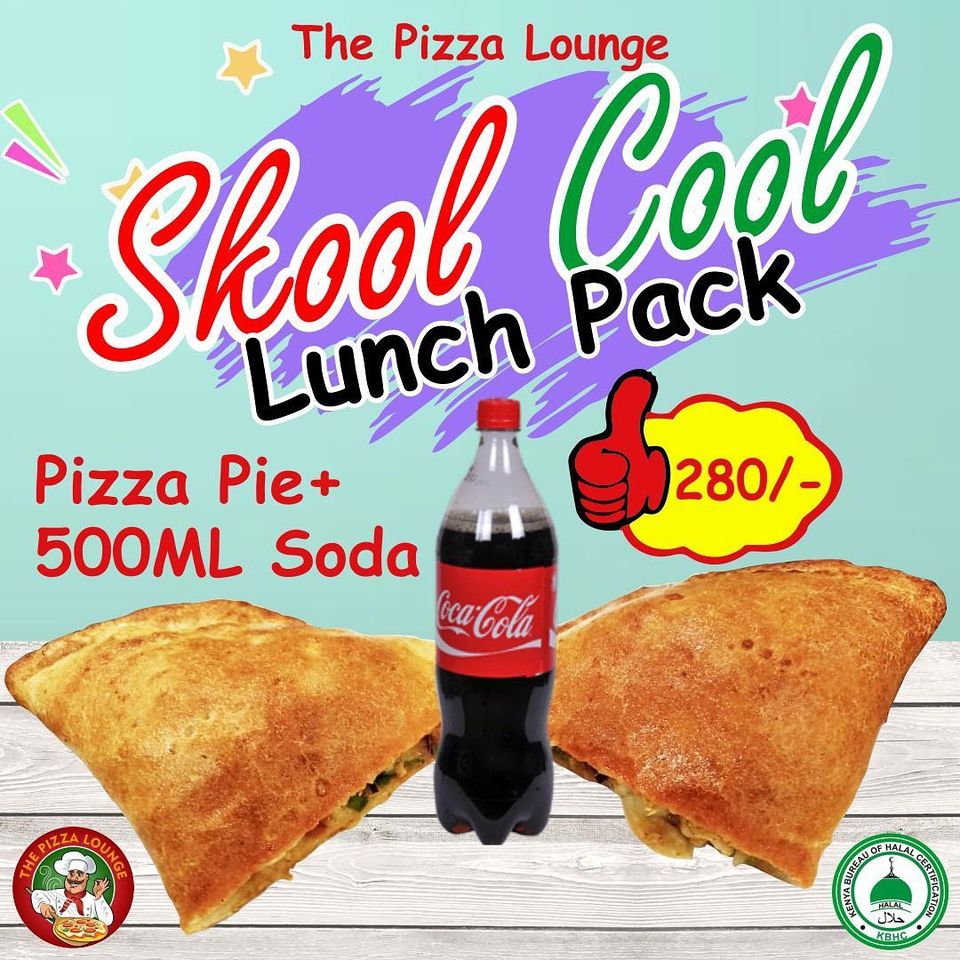 The Pizza Lounge
Skool Cool
Lunch Pack
Pizza Pie+
500ML Soda
280/-
Coca-Cola
THE PIZZA LOUNGE
KENYA BUREAU OF HALAL CERTIFICATION
HALAL
حلال
KBHC